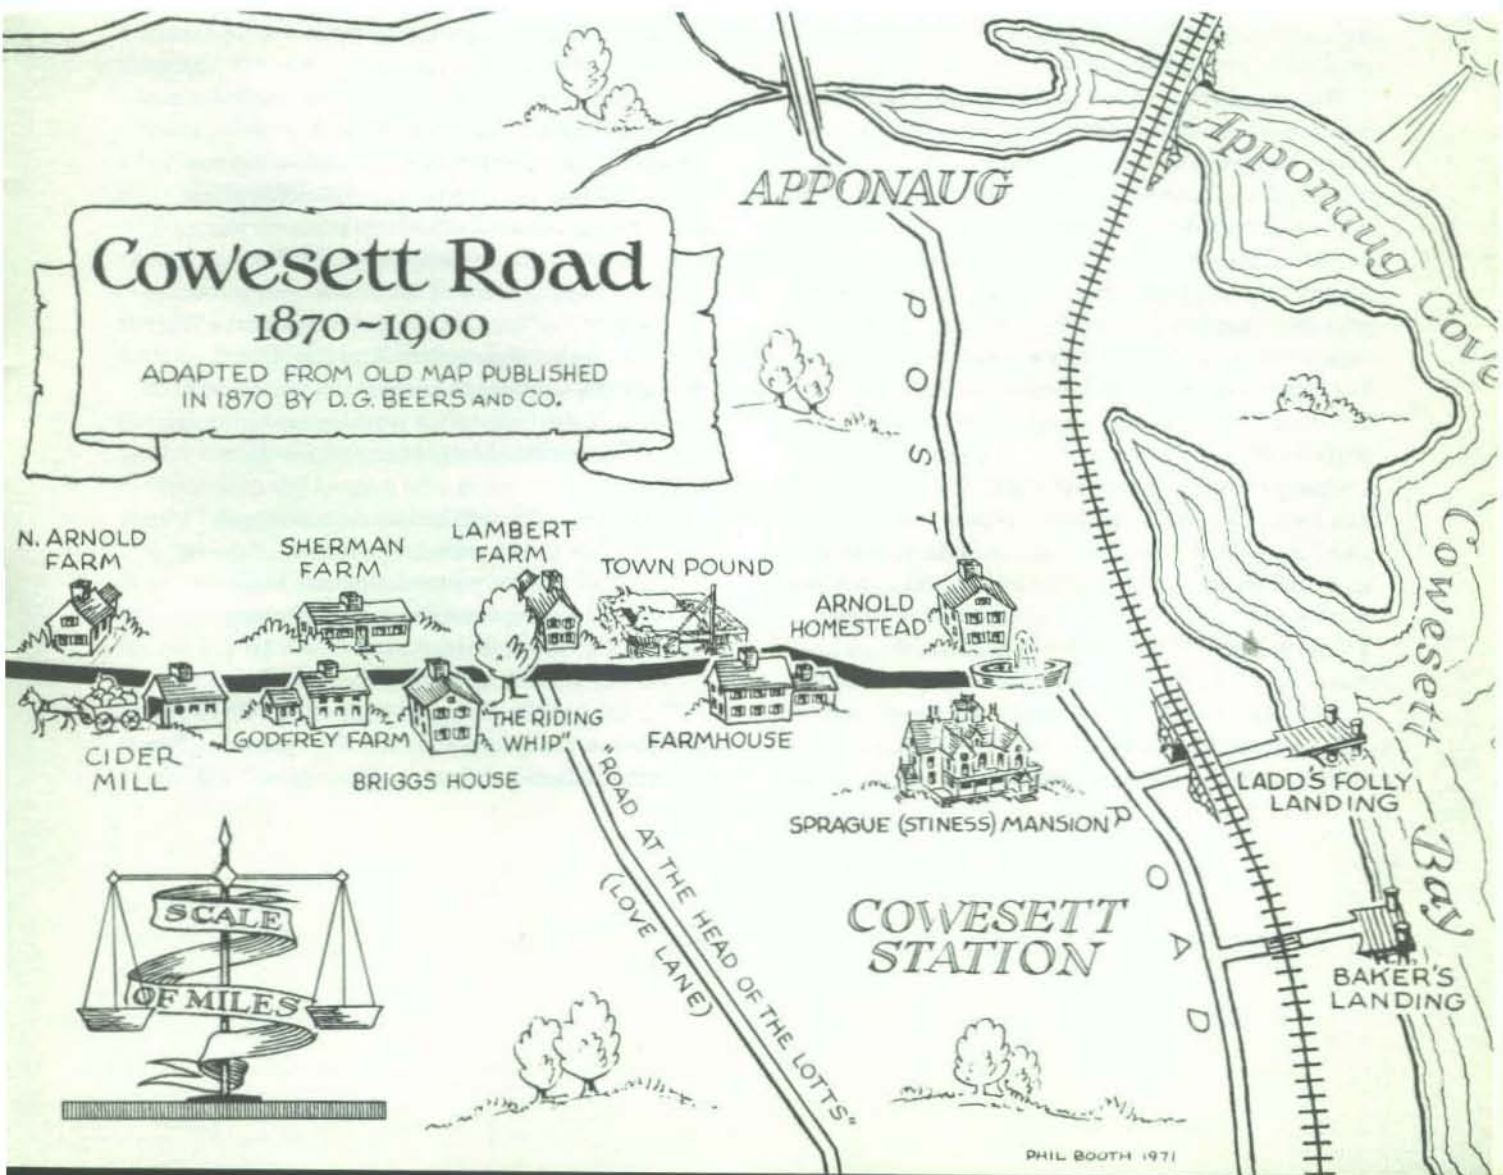 Cowesett Road
1870~1900
ADAPTED FROM OLD MAP PUBLISHED
IN 1870 BY D.G. BEERS AND CO.
APPONAUG
Apponaug Cove
POST ROAD
Cowesett Bay
N. ARNOLD
FARM
SHERMAN
FARM
LAMBERT
FARM
TOWN POUND
ARNOLD
HOMESTEAD
CIDER
MILL
GODFREY FARM
BRIGGS HOUSE
"THE RIDING
WHIP"
FARMHOUSE
SPRAGUE (STINESS) MANSION
LADD'S FOLLY
LANDING
"ROAD AT THE HEAD OF THE LOTTS"
(LOVE LANE)
COWESETT
STATION
BAKER'S
LANDING
SCALE
OF MILES
PHIL BOOTH 1971